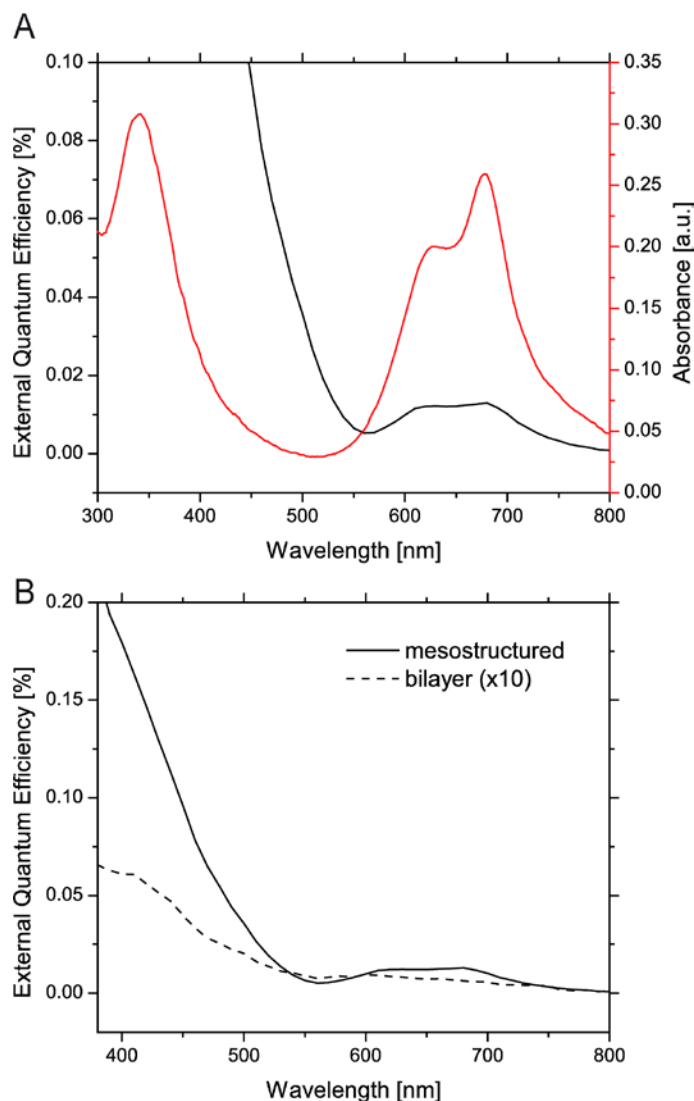 A
External Quantum Efficiency [%]
0.10
0.08
0.06
0.04
0.02
0.00
0.35
0.30
0.25
0.20
0.15
0.10
0.05
0.00
Absorbance [a.u.]
300 400 500 600 700 800
Wavelength [nm]
B
External Quantum Efficiency [%]
0.20
0.15
0.10
0.05
0.00
mesostructured
bilayer (x10)
400 500 600 700 800
Wavelength [nm]